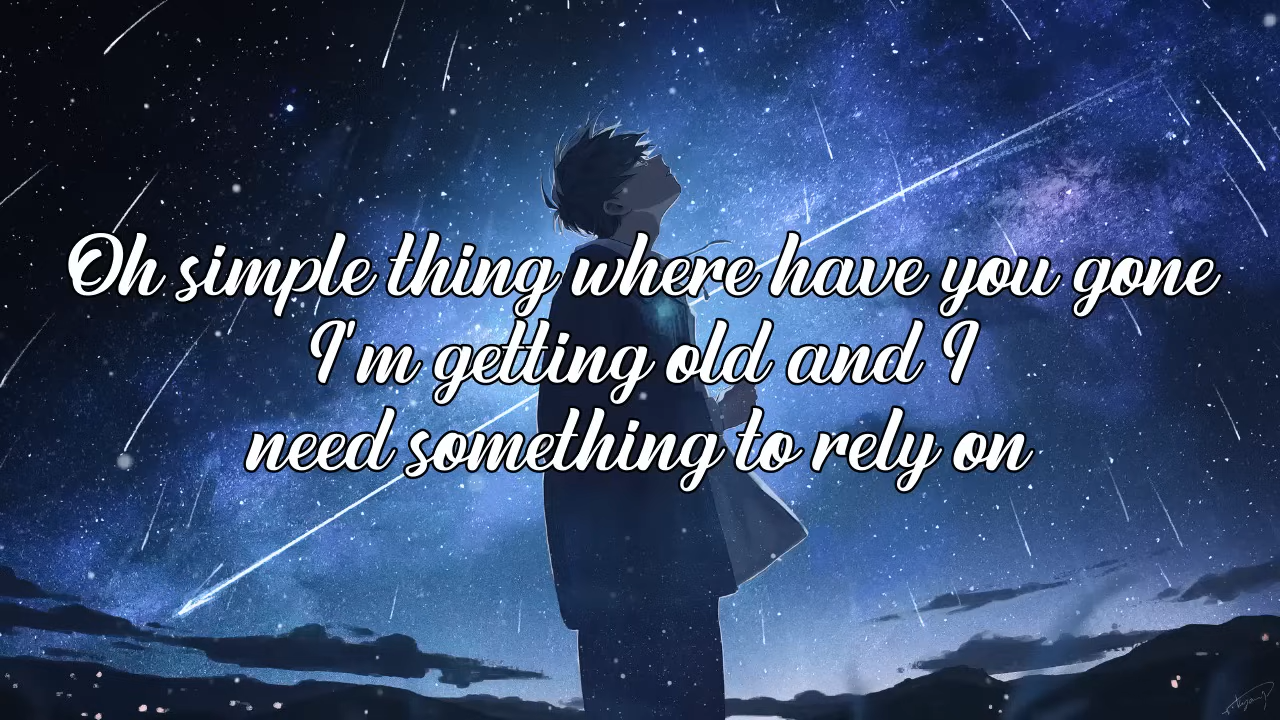 Oh simple thing where have you gone
I'm getting old and I
need something to rely on